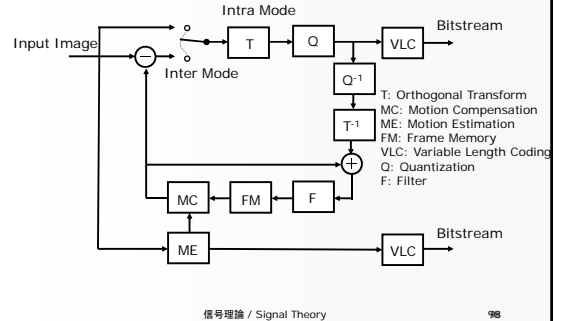 Intra Mode
Bitstream
Input Image
T
Q
VLC
Inter Mode
Q-1
T: Orthogonal Transform
MC: Motion Compensation
T-1
ME: Motion Estimation
FM: Frame Memory
VLC: Variable Length Coding
Q: Quantization
F: Filter
MC
FM
F
Bitstream
ME
VLC
信号理論 / Signal Theory